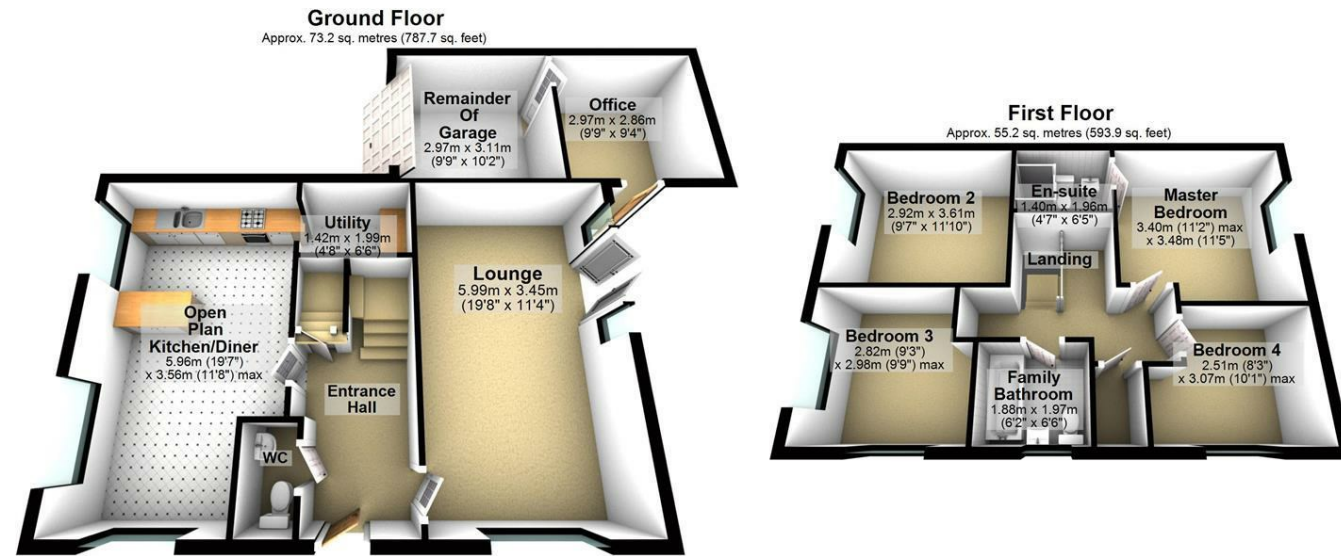 Ground Floor
Approx. 73.2 sq. metres (787.7 sq. feet)
Remainder
Of
Garage
2.97m x 3.11m
(9'9" x 10'2")
Office
2.97m x 2.86m
(9'9" x 9'4")
Utility
1.42m x 1.99m
(4'8" x 6'6")
Lounge
5.99m x 3.45m
(19'8" x 11'4")
Open
Plan
Kitchen/Diner
5.96m (19'7")
x 3.56m (11'8") max
Entrance
Hall
WC
First Floor
Approx. 55.2 sq. metres (593.9 sq. feet)
Bedroom 2
2.92m x 3.61m
(9'7" x 11'10")
En-suite
1.40m x 1.96m
(4'7" x 6'5")
Master
Bedroom
3.40m (11'2") max
x 3.48m (11'5")
Landing
Bedroom 3
2.82m (9'3")
x 2.98m (9'9") max
Family
Bathroom
1.88m x 1.97m
(6'2" x 6'6")
Bedroom 4
2.51m (8'3")
x 3.07m (10'1") max